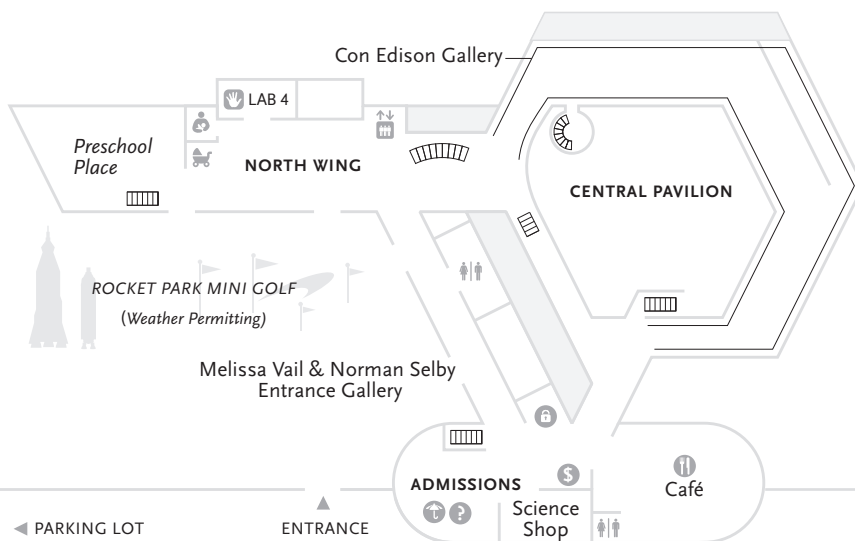 Con Edison Gallery
LAB 4
Preschool
Place
NORTH WING
CENTRAL PAVILION
ROCKET PARK MINI GOLF
(Weather Permitting)
Melissa Vail & Norman Selby
Entrance Gallery
ADMISSIONS
$
Café
?
Science
Shop
PARKING LOT
ENTRANCE